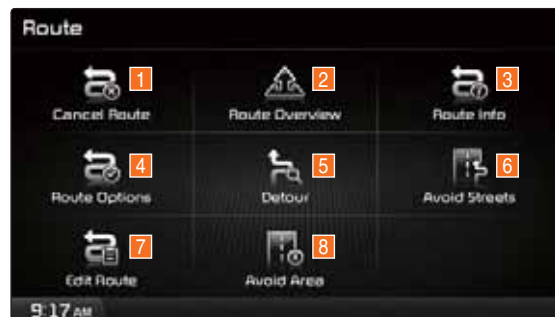 Route
1 2 3
Cancel Route Route Overview Route Info
4 5 6
Route Options Detour Avoid Streets
7 8
Edit Route Avoid Area
9:17 AM